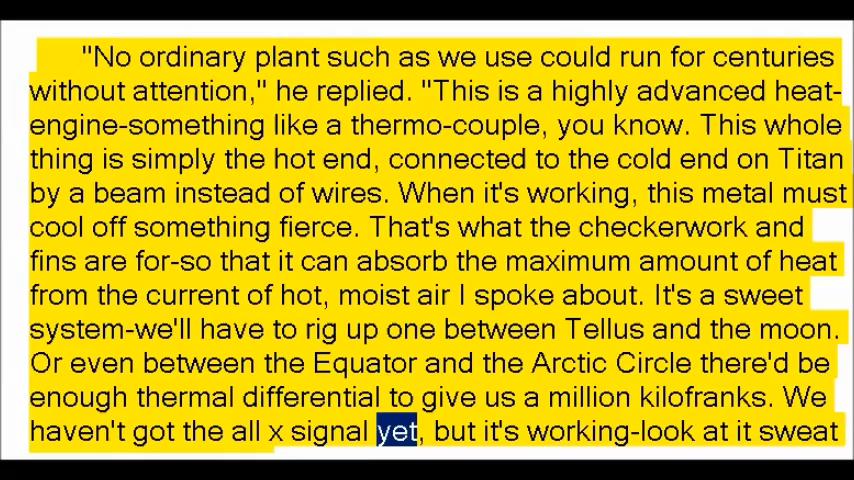 "No ordinary plant such as we use could run for centuries
without attention," he replied. "This is a highly advanced heat-
engine-something like a thermo-couple, you know. This whole
thing is simply the hot end, connected to the cold end on Titan
by a beam instead of wires. When it's working, this metal must
cool off something fierce. That's what the checkerwork and
fins are for-so that it can absorb the maximum amount of heat
from the current of hot, moist air I spoke about. It's a sweet
system-we'll have to rig up one between Tellus and the moon.
Or even between the Equator and the Arctic Circle there'd be
enough thermal differential to give us a million kilofranks. We
haven't got the all x signal yet, but it's working-look at it sweat